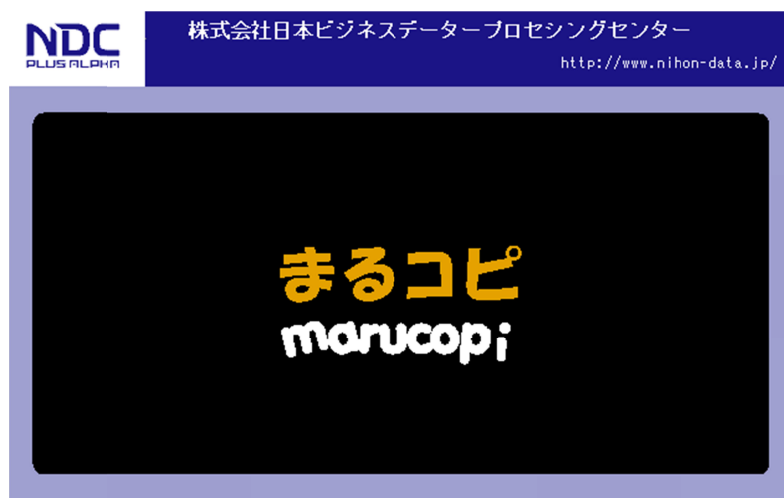 NDC
PLUS ALPHA
株式会社日本ビジネスデータープロセシングセンター
http://www.nihon-data.jp/
まるコピ
marucopi